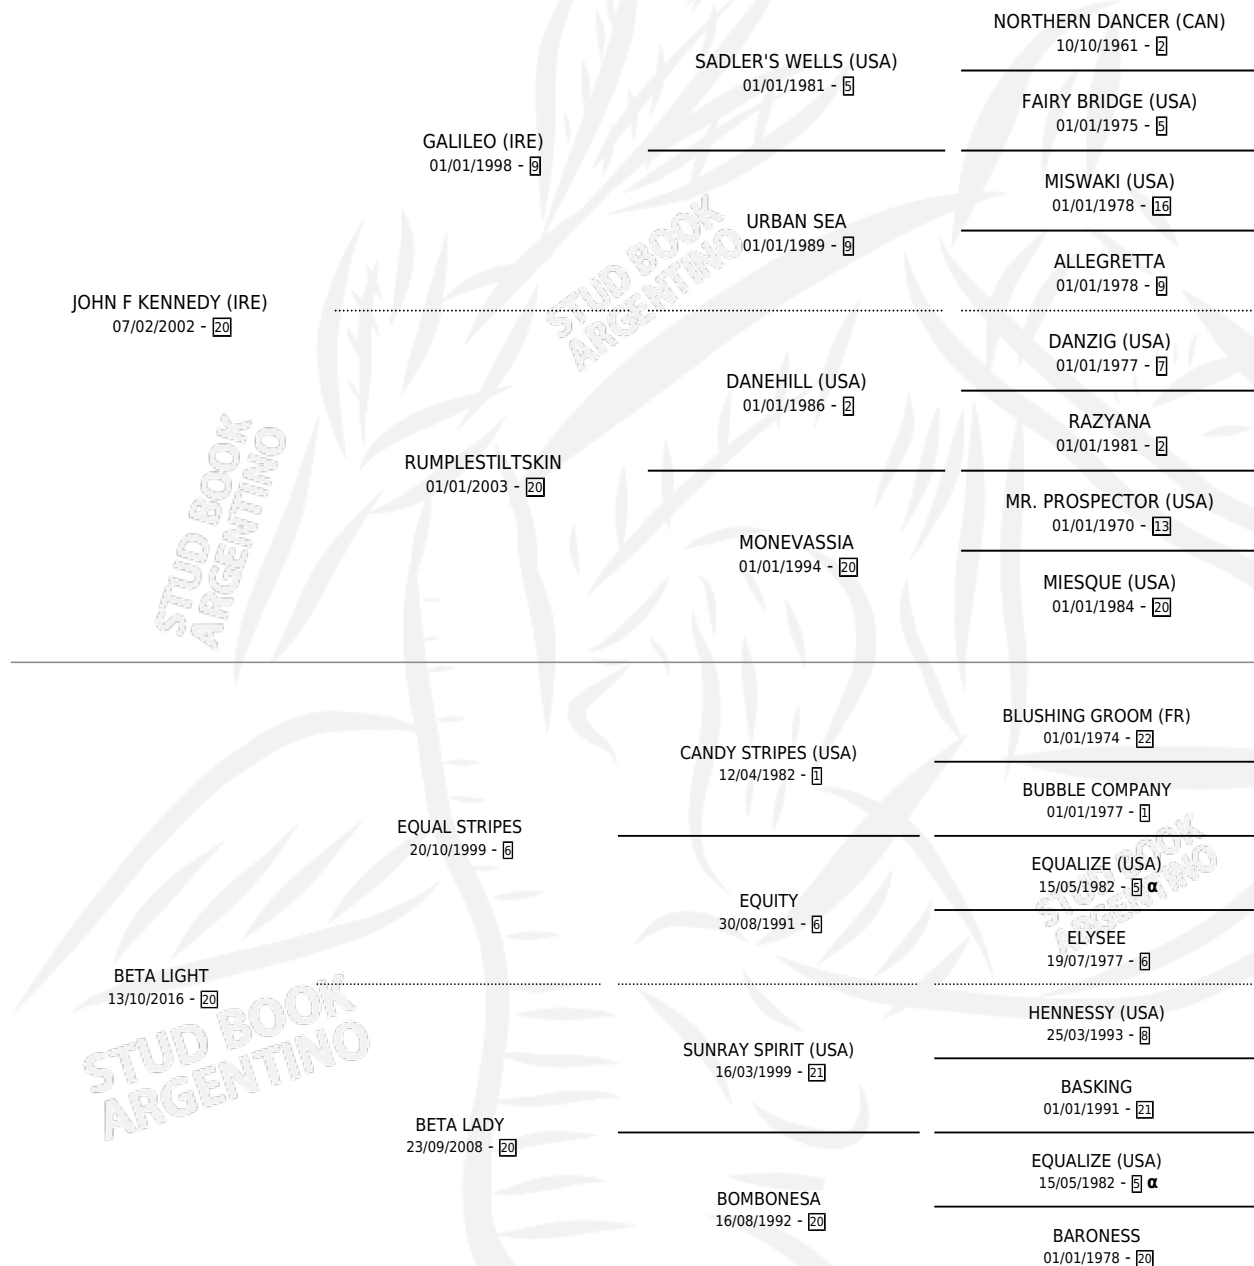 NORTHERN DANCER (CAN)
10/10/1961 - 2
SADLER'S WELLS (USA)
01/01/1981 - 5
FAIRY BRIDGE (USA)
01/01/1975 - 5
GALILEO (IRE)
01/01/1998 - 9
MISWAKI (USA)
01/01/1978 - 16
URBAN SEA
01/01/1989 - 9
ALLEGRETTA
01/01/1978 - 9
JOHN F KENNEDY (IRE)
07/02/2002 - 20
DANZIG (USA)
01/01/1977 - 7
DANEHILL (USA)
01/01/1986 - 2
RAZYANA
01/01/1981 - 2
RUMPLESTILTSKIN
01/01/2003 - 20
MR. PROSPECTOR (USA)
01/01/1970 - 13
MONEVASSIA
01/01/1994 - 20
MIESQUE (USA)
01/01/1984 - 20
BLUSHING GROOM (FR)
01/01/1974 - 22
CANDY STRIPES (USA)
12/04/1982 - 1
BUBBLE COMPANY
01/01/1977 - 1
EQUAL STRIPES
20/10/1999 - 6
EQUALIZE (USA)
15/05/1982 - 5 α
EQUITY
30/08/1991 - 6
ELYSEE
19/07/1977 - 6
BETA LIGHT
13/10/2016 - 20
HENNESSY (USA)
25/03/1993 - 8
SUNRAY SPIRIT (USA)
16/03/1999 - 21
BASKING
01/01/1991 - 21
BETA LADY
23/09/2008 - 20
EQUALIZE (USA)
15/05/1982 - 5 α
BOMBONESA
16/08/1992 - 20
BARONESS
01/01/1978 - 20
STUD BOOK
ARGENTINO
STUD BOOK
ARGENTINO
STUD BOOK
ARGENTINO
STUD BOOK
ARGENTINO